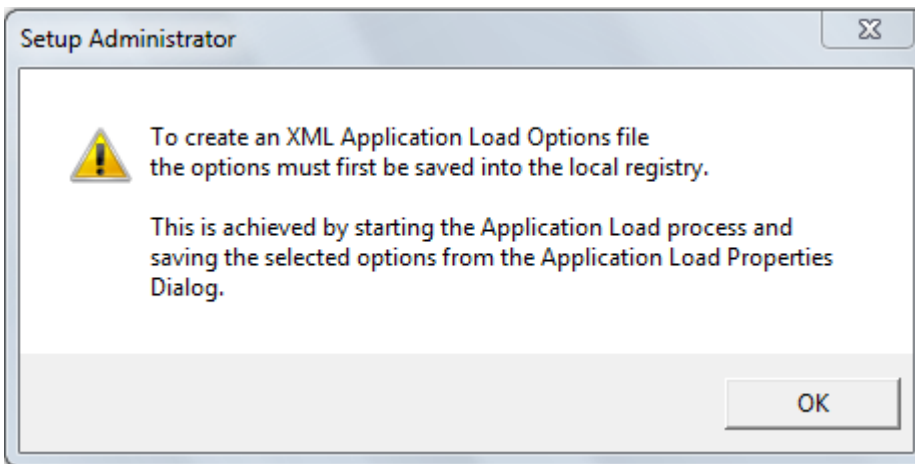 Setup Administrator
To create an XML Application Load Options file
the options must first be saved into the local registry.
This is achieved by starting the Application Load process and
saving the selected options from the Application Load Properties
Dialog.
OK